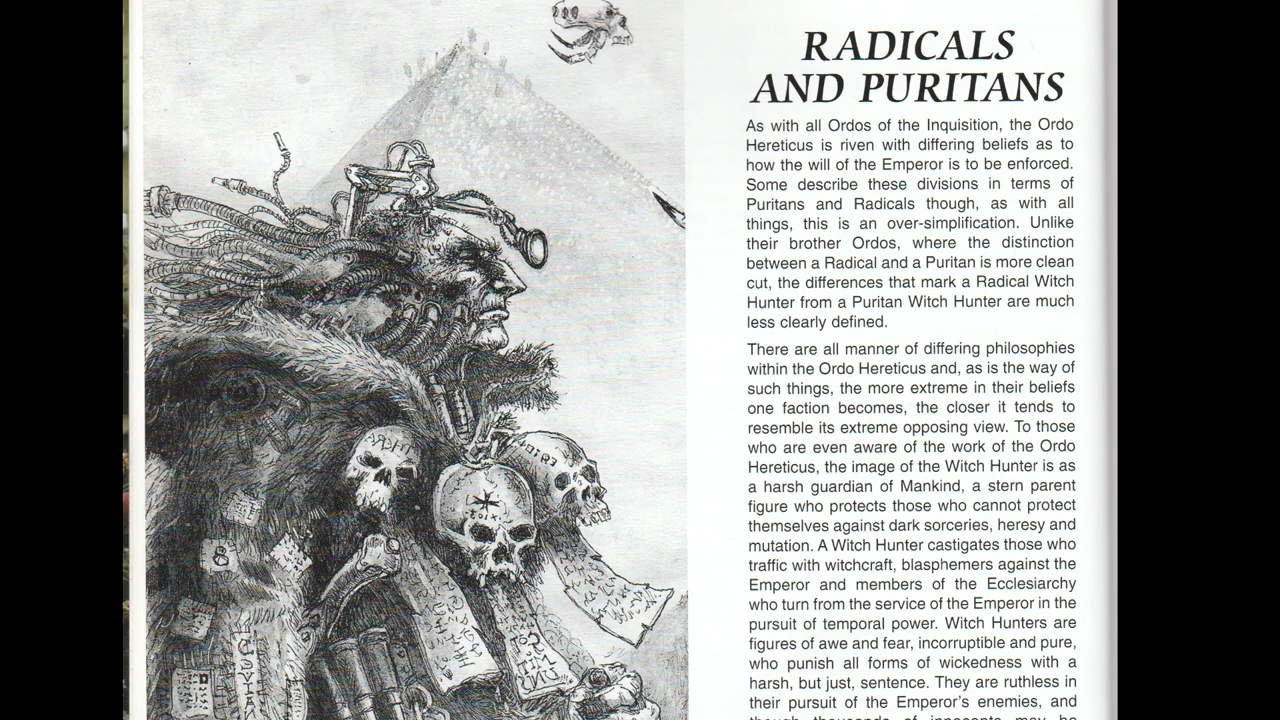 RADICALS
AND PURITANS
As with all Ordos of the Inquisition, the Ordo
Hereticus is riven with differing beliefs as to
how the will of the Emperor is to be enforced.
Some describe these divisions in terms of
Puritans and Radicals though, as with all
things, this is an over-simplification. Unlike
their brother Ordos, where the distinction
between a Radical and a Puritan is more clean
cut, the differences that mark a Radical Witch
Hunter from a Puritan Witch Hunter are much
less clearly defined.
There are all manner of differing philosophies
within the Ordo Hereticus and, as is the way of
such things, the more extreme in their beliefs
one faction becomes, the closer it tends to
resemble its extreme opposing view. To those
who are even aware of the work of the Ordo
Hereticus, the image of the Witch Hunter is as
a harsh guardian of Mankind, a stern parent
figure who protects those who cannot protect
themselves against dark sorceries, heresy and
mutation. A Witch Hunter castigates those who
traffic with witchcraft, blasphemers against the
Emperor and members of the Ecclesiarchy
who turn from the service of the Emperor in the
pursuit of temporal power. Witch Hunters are
figures of awe and fear, incorruptible and pure,
who punish all forms of wickedness with a
harsh, but just, sentence. They are ruthless in
their pursuit of the Emperor's enemies, and
though thousands of innocents may be
8